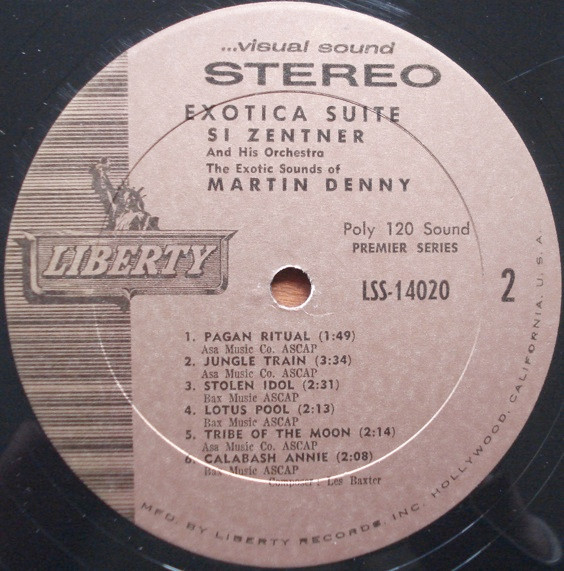 ...visual sound
STEREO
EXOTICA SUITE
SI ZENTNER
And His Orchestra
The Exotic Sounds of
MARTIN DENNY
Poly 120 Sound
PREMIER SERIES
LIBERTY
LSS-14020
2
1. PAGAN RITUAL (1:49)
Asa Music Co. ASCAP
2. JUNGLE TRAIN (3:34)
Asa Music Co. ASCAP
3. STOLEN IDOL (2:31)
Bax Music ASCAP
4. LOTUS POOL (2:13)
Bax Music ASCAP
5. TRIBE OF THE MOON (2:14)
Asa Music Co. ASCAP
6. CALABASH ANNIE (2:08)
Bax Music ASCAP
Composer: Les Baxter
MFD. BY LIBERTY RECORDS, INC. HOLLYWOOD, CALIFORNIA, U.S.A.